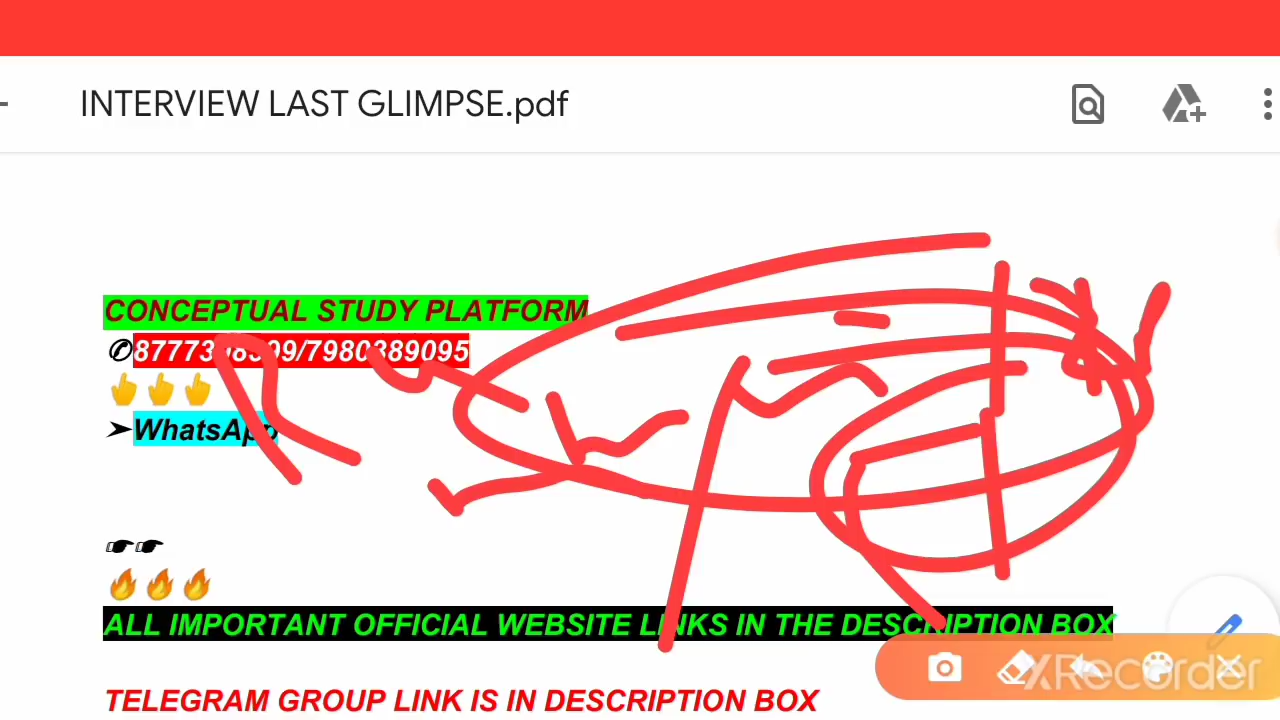 INTERVIEW LAST GLIMPSE.pdf
CONCEPTUAL STUDY PLATFORM
✆ /7980389095
➤WhatsApp
ALL IMPORTANT OFFICIAL WEBSITE LINKS IN THE DESCRIPTION BOX
XRecorder
TELEGRAM GROUP LINK IS IN DESCRIPTION BOX